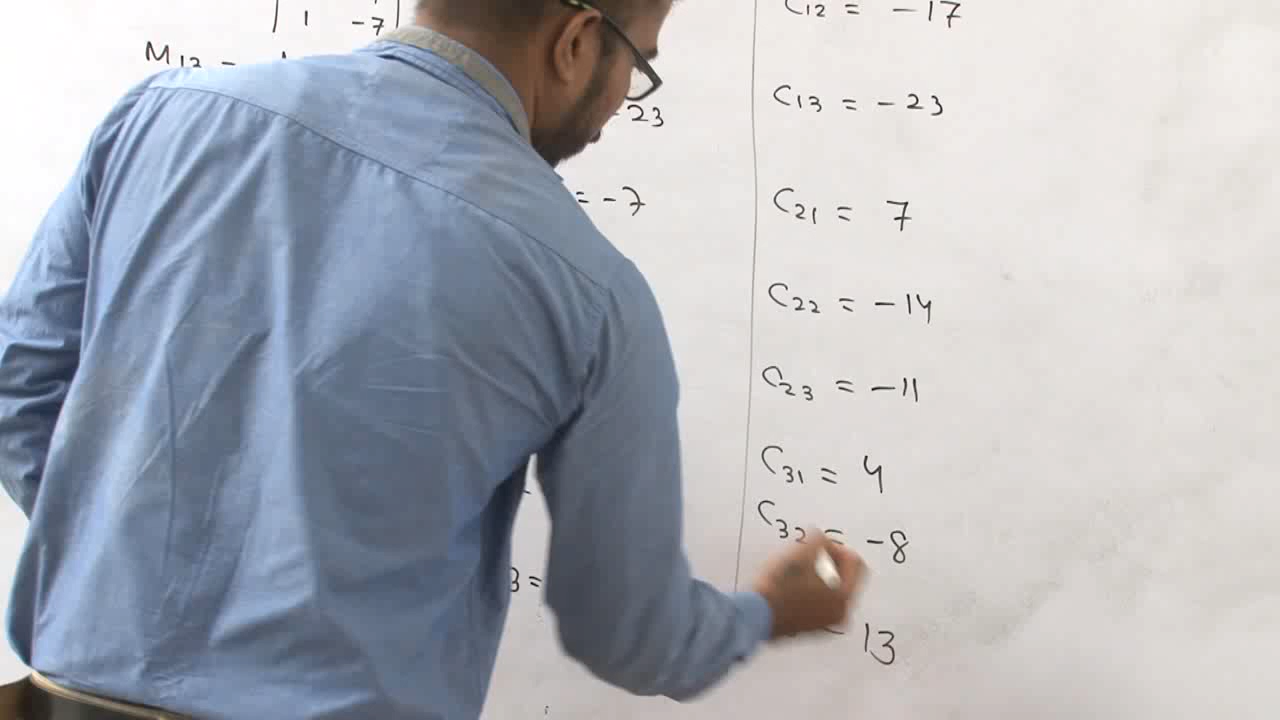 | 1 -7 |
M13 =
- 23
= -7
3 =
C12 = -17
C13 = -23
C21 = 7
C22 = -14
C23 = -11
C31 = 4
C32 = -8
13